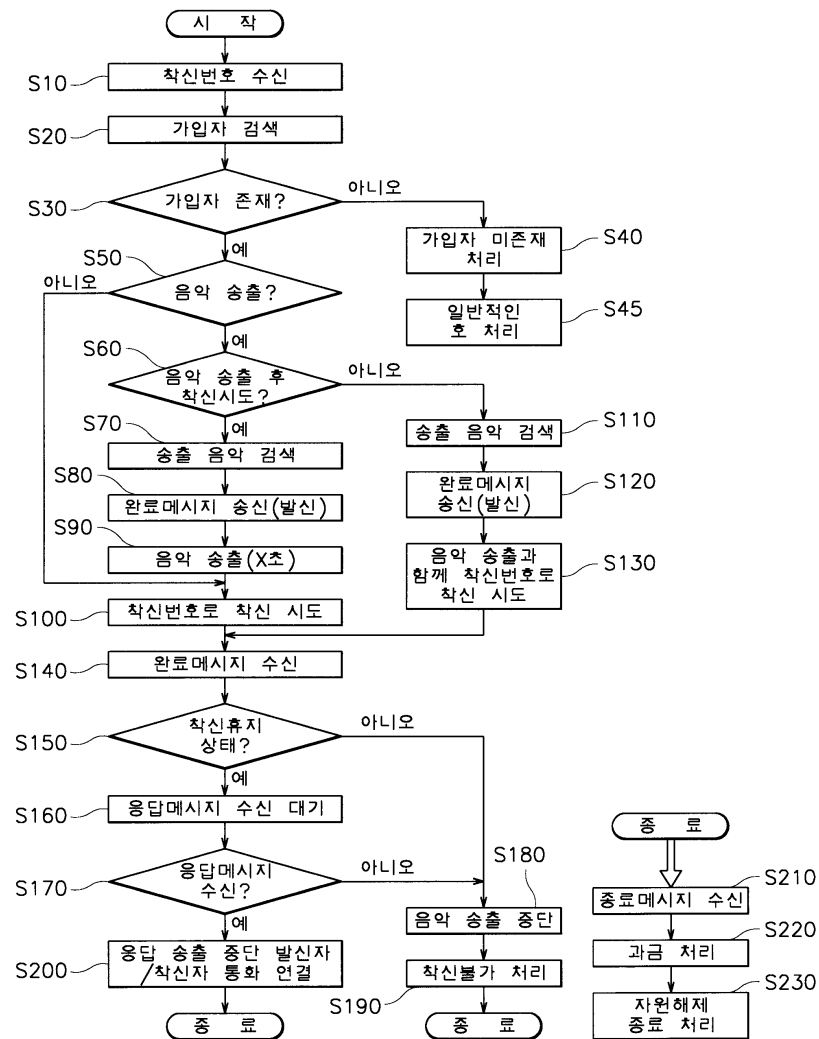 시 작
S10
착신번호 수신
S20
가입자 검색
S30
가입자 존재?
아니오
예
S40
가입자 미존재
처리
S45
일반적인
호 처리
S50
아니오
음악 송출?
예
S60
음악 송출 후
착신시도?
아니오
예
S70
송출 음악 검색
S80
완료메시지 송신(발신)
S90
음악 송출(X초)
S100
착신번호로 착신 시도
S110
송출 음악 검색
S120
완료메시지
송신(발신)
S130
음악 송출과
함께 착신번호로
착신 시도
S140
완료메시지 수신
S150
착신휴지
상태?
아니오
예
S160
응답메시지 수신 대기
S170
응답메시지
수신?
아니오
예
S180
음악 송출 중단
S190
착신불가 처리
종 료
S200
응답 송출 중단 발신자
/착신자 통화 연결
종 료
종 료
S210
종료메시지 수신
S220
과금 처리
S230
자원해제
종료 처리